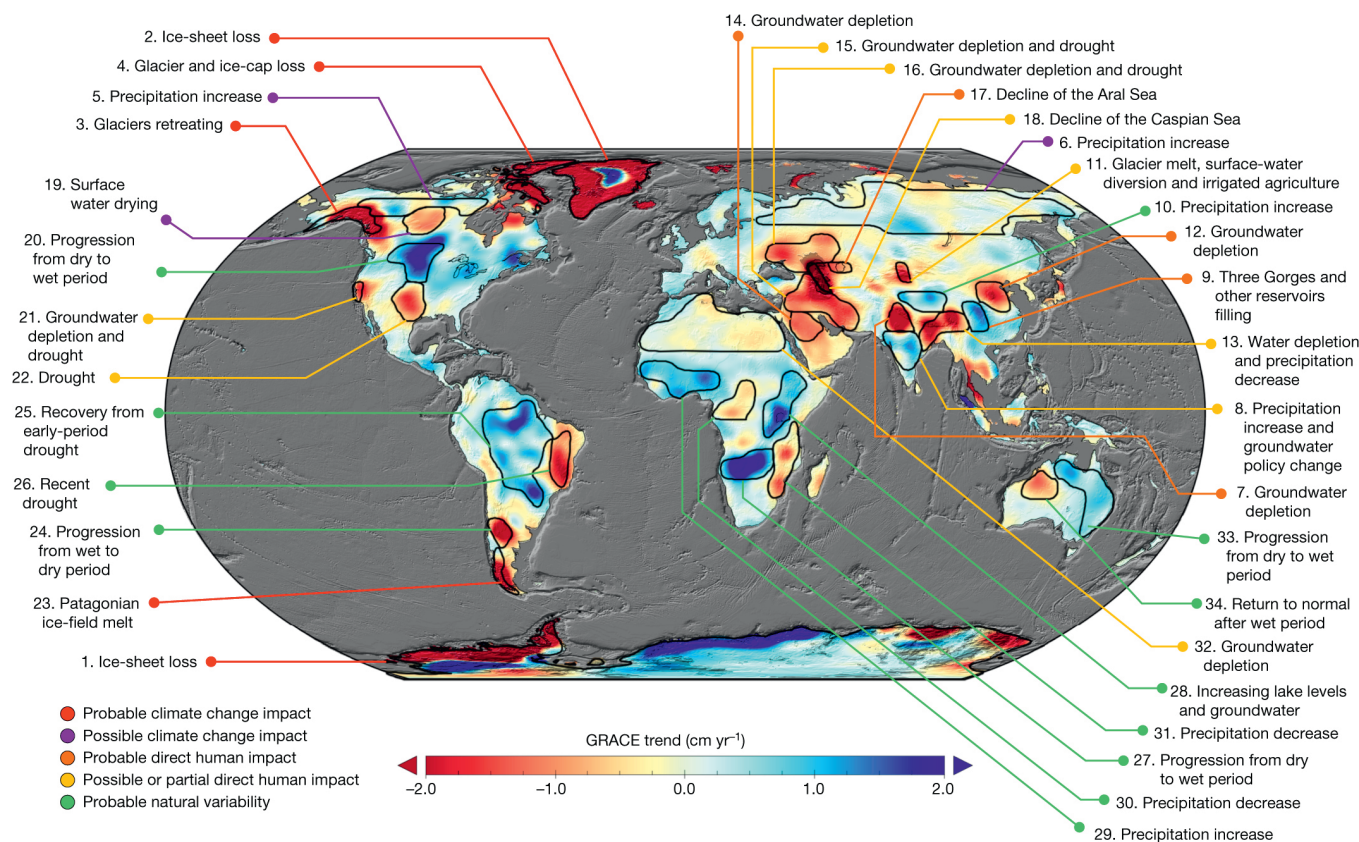 14. Groundwater depletion
2. Ice-sheet loss
15. Groundwater depletion and drought
4. Glacier and ice-cap loss
16. Groundwater depletion and drought
5. Precipitation increase
17. Decline of the Aral Sea
3. Glaciers retreating
18. Decline of the Caspian Sea
6. Precipitation increase
11. Glacier melt, surface-water
diversion and irrigated agriculture
19. Surface
water drying
10. Precipitation increase
20. Progression
from dry to
wet period
12. Groundwater
depletion
9. Three Gorges and
other reservoirs
filling
21. Groundwater
depletion and
drought
13. Water depletion
and precipitation
decrease
22. Drought
25. Recovery from
early-period
drought
8. Precipitation
increase and
groundwater
policy change
26. Recent
drought
7. Groundwater
depletion
24. Progression
from wet to
dry period
33. Progression
from dry to wet
period
23. Patagonian
ice-field melt
34. Return to normal
after wet period
32. Groundwater
depletion
1. Ice-sheet loss
28. Increasing lake levels
and groundwater
31. Precipitation decrease
27. Progression from dry
to wet period
30. Precipitation decrease
29. Precipitation increase
Probable climate change impact
Possible climate change impact
Probable direct human impact
Possible or partial direct human impact
Probable natural variability
GRACE trend (cm yr⁻¹)
−2.0 −1.0 0.0 1.0 2.0